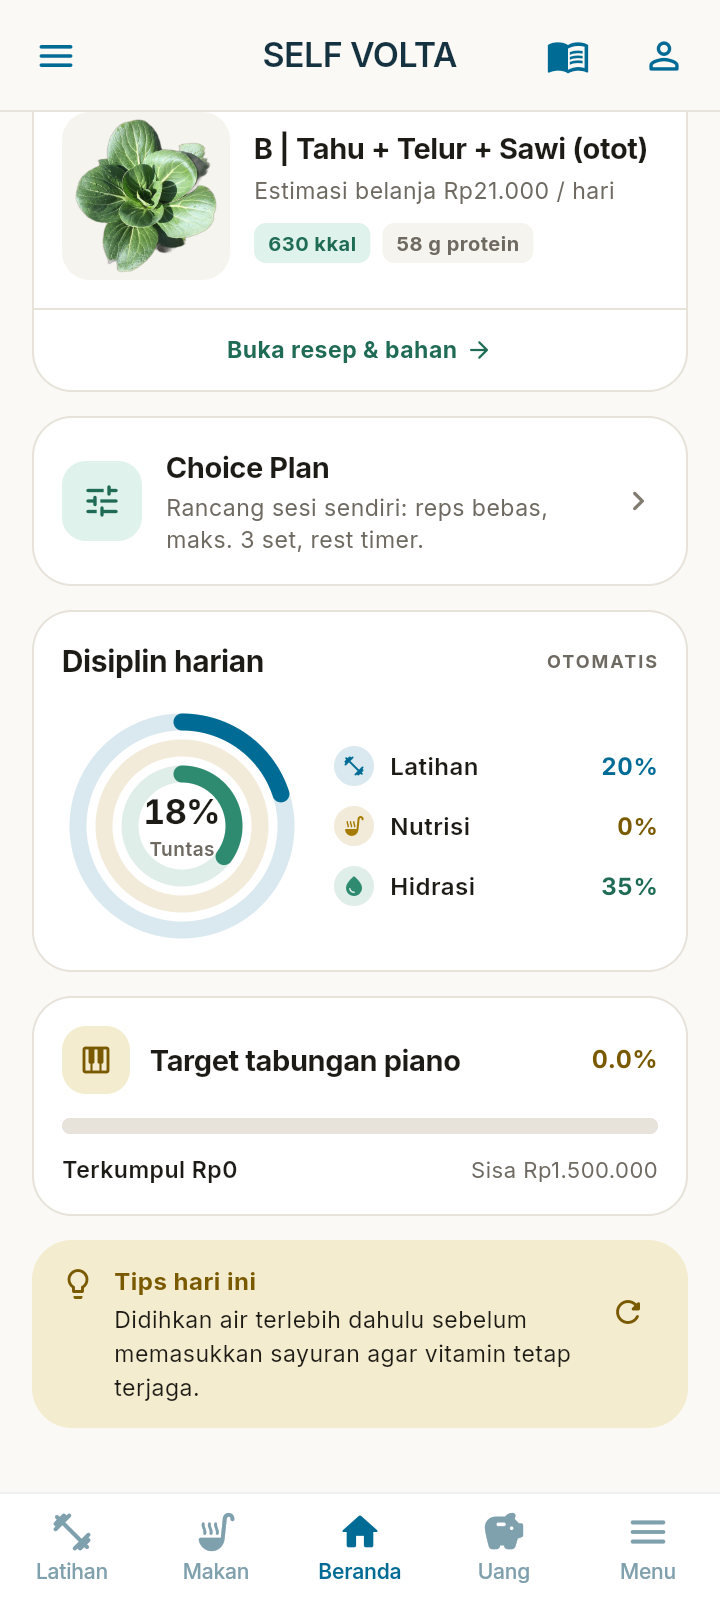 SELF VOLTA
B | Tahu + Telur + Sawi (otot)
Estimasi belanja Rp21.000 / hari
630 kkal 58 g protein
Buka resep & bahan →
Choice Plan
Rancang sesi sendiri: reps bebas,
maks. 3 set, rest timer.
Disiplin harian OTOMATIS
18%
Tuntas
Latihan 20%
Nutrisi 0%
Hidrasi 35%
Target tabungan piano 0.0%
Terkumpul Rp0 Sisa Rp1.500.000
Tips hari ini
Didihkan air terlebih dahulu sebelum
memasukkan sayuran agar vitamin tetap
terjaga.
Latihan Makan Beranda Uang Menu